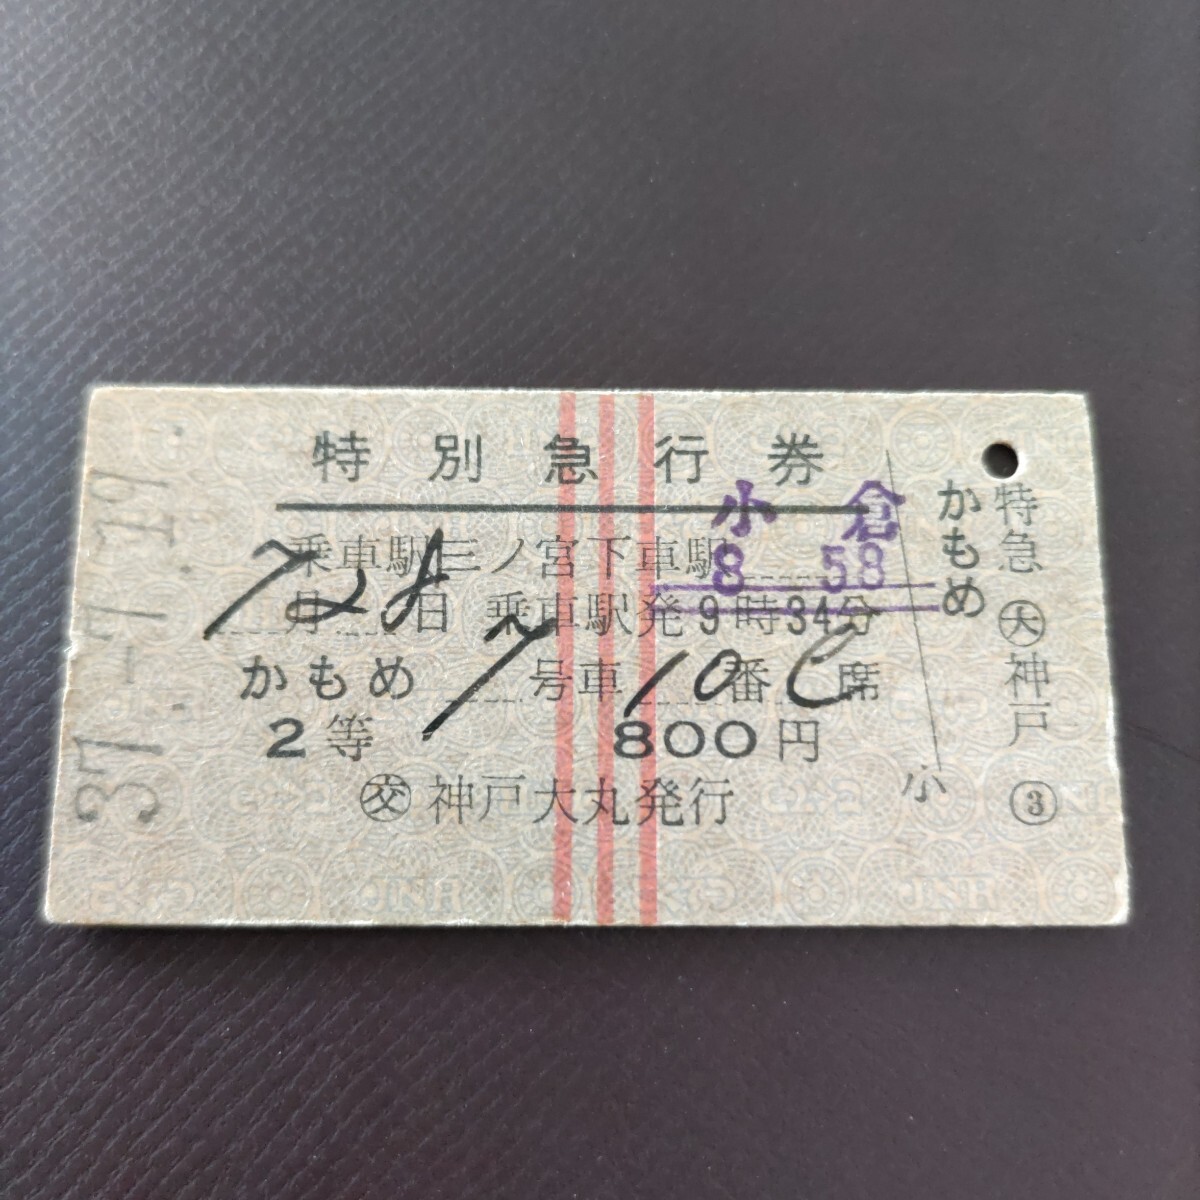 特別急行券
小倉
乗車駅三ノ宮下車駅
8 58
7月28日 乗車駅発9時34分
かもめ 7号車10番C席
2等 800円
㊋神戸大丸発行
小
かもめ
特急 大 神戸 ③
37.-7.19